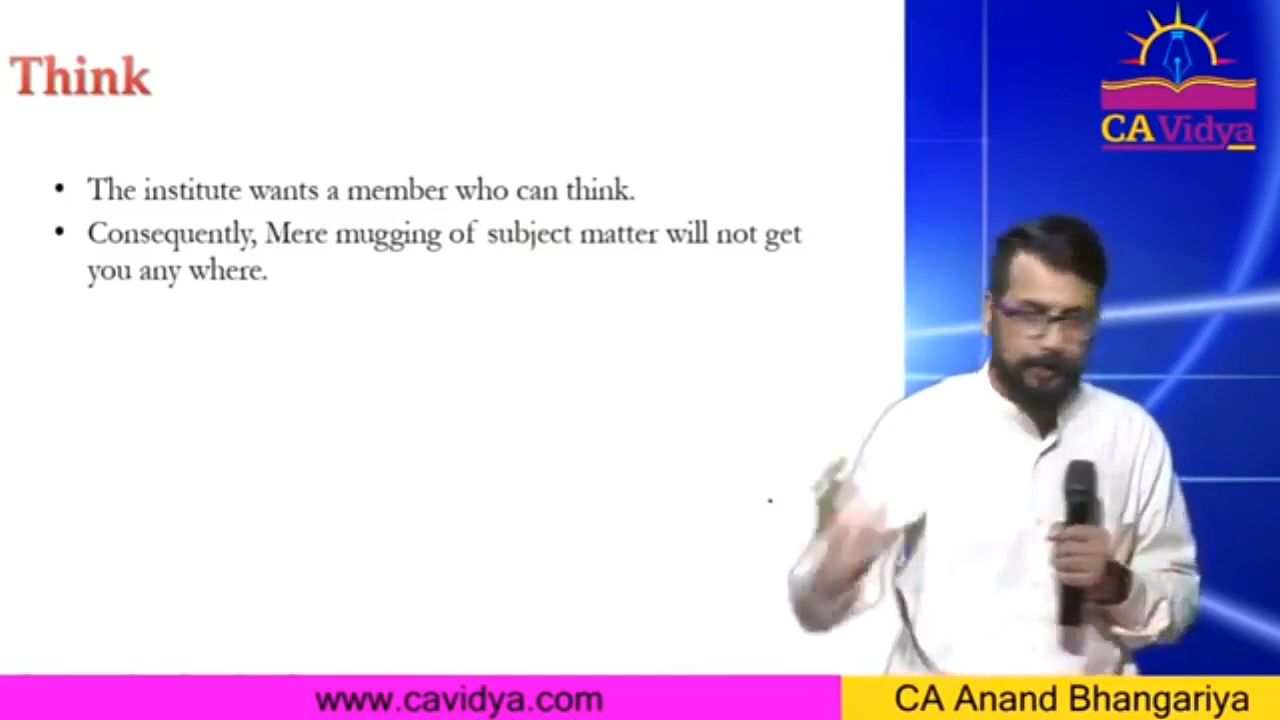 Think
• The institute wants a member who can think.
• Consequently, Mere mugging of subject matter will not get
you any where.
CA Vidya
www.cavidya.com
CA Anand Bhangariya